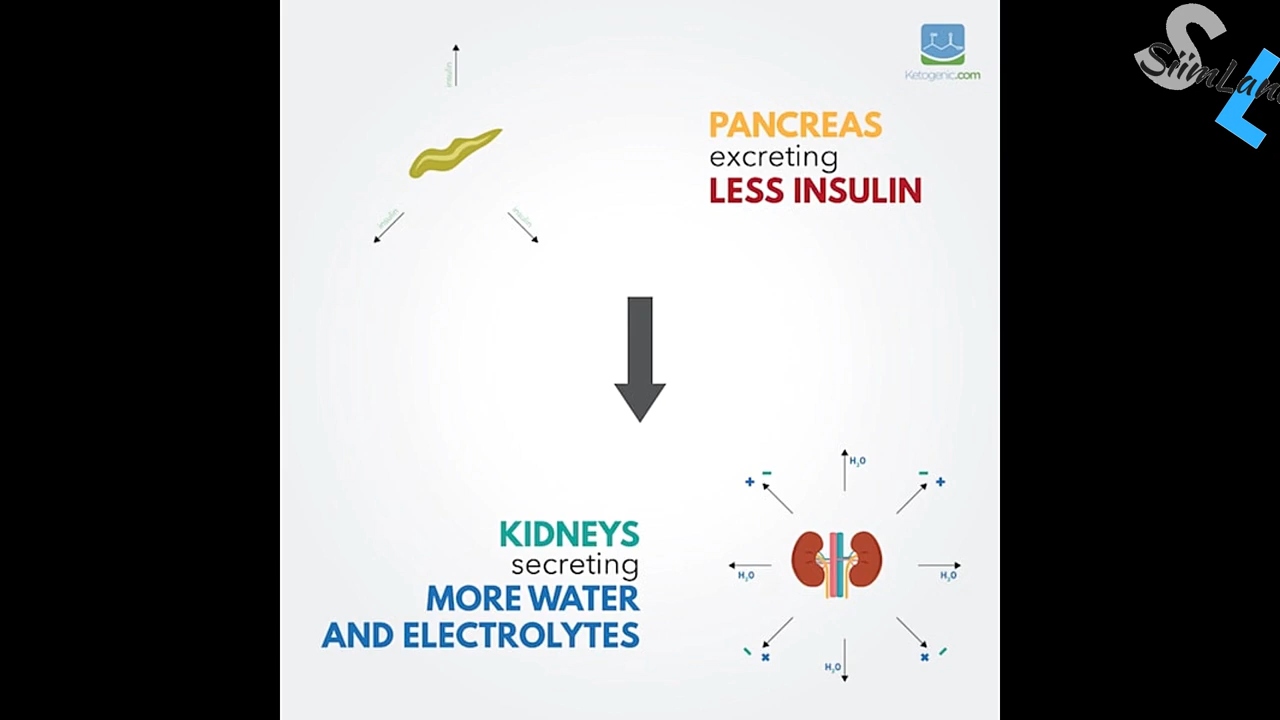 Ketogenic.com
SiimLan
insulin
PANCREAS
excreting
LESS INSULIN
insulin
insulin
H₂O
- +
+ -
KIDNEYS
secreting
MORE WATER
AND ELECTROLYTES
H₂O
H₂O
H₂O